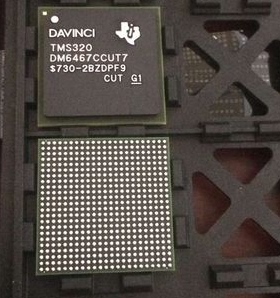 DAVINCI
TMS320
DM6467CCUT7
$730-2BZDPF9
CUT G1